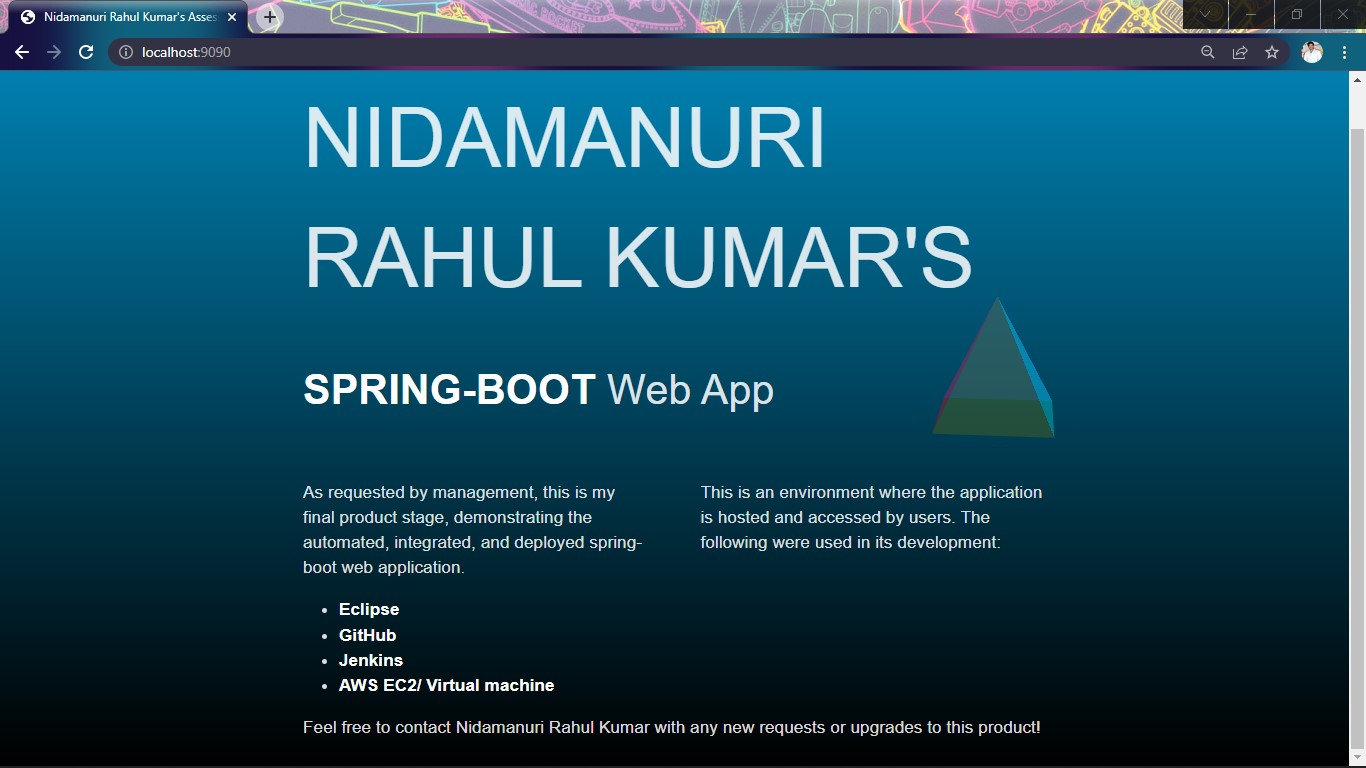 Nidamanuri Rahul Kumar's Asses
localhost:9090
NIDAMANURI
RAHUL KUMAR'S
SPRING-BOOT Web App
As requested by management, this is my
final product stage, demonstrating the
automated, integrated, and deployed spring-
boot web application.
This is an environment where the application
is hosted and accessed by users. The
following were used in its development:
• Eclipse
• GitHub
• Jenkins
• AWS EC2/ Virtual machine
Feel free to contact Nidamanuri Rahul Kumar with any new requests or upgrades to this product!